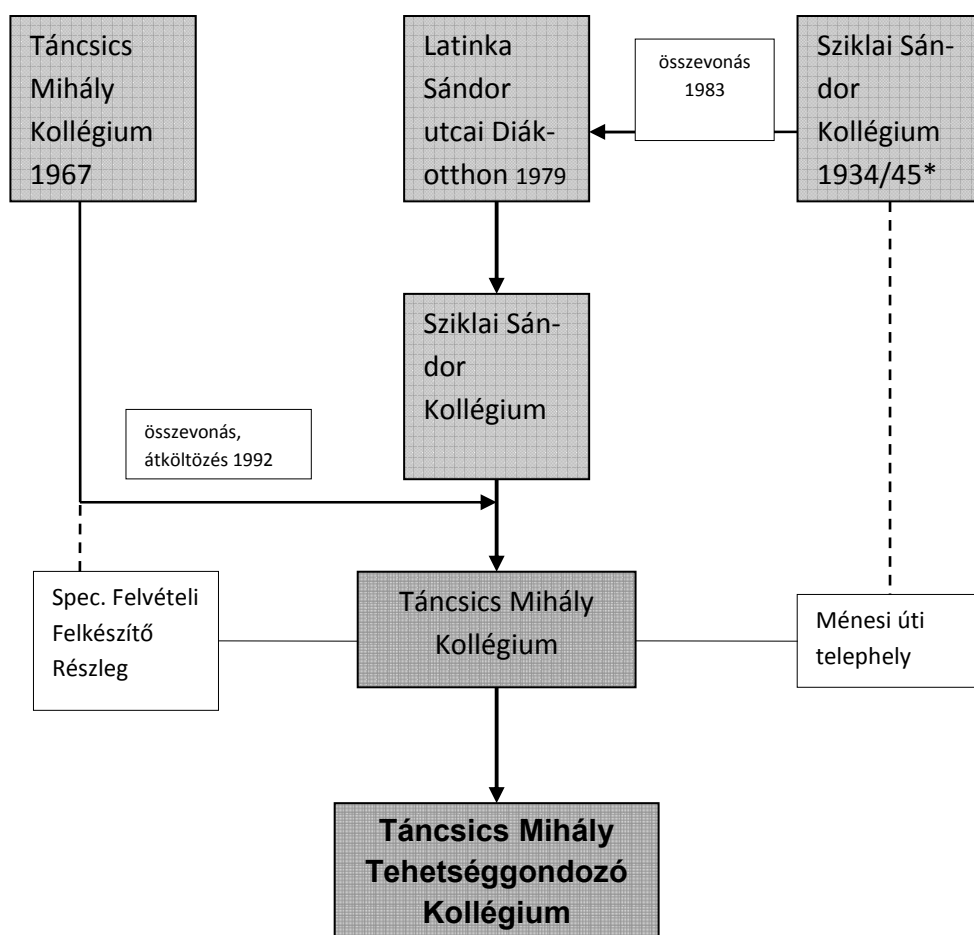 Táncsics
Mihály
Kollégium
1967
Latinka
Sándor
utcai Diák-
otthon 1979
összevonás
1983
Sziklai Sán-
dor
Kollégium
1934/45*
Sziklai Sán-
dor
Kollégium
összevonás,
átköltözés 1992
Spec. Felvételi
Felkészítő
Részleg
Táncsics Mihály
Kollégium
Ménesi úti
telephely
Táncsics Mihály
Tehetséggondozó
Kollégium